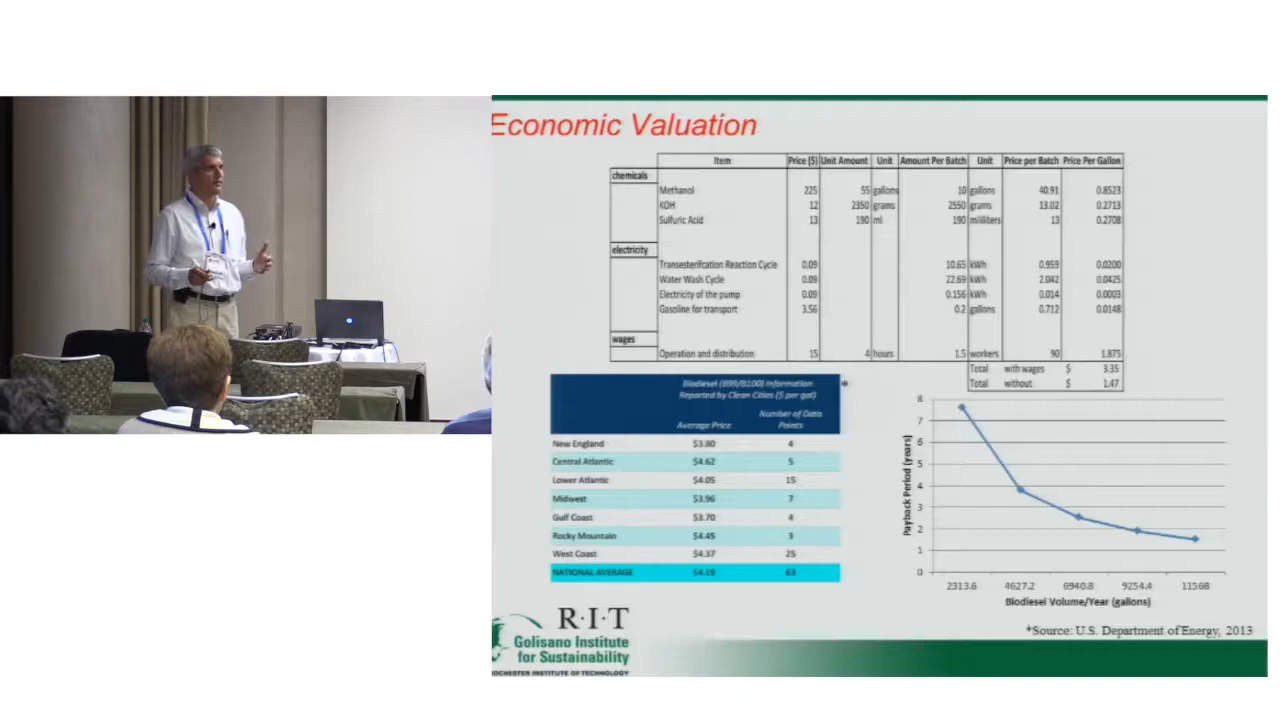 Economic Valuation
Item Price ($) Unit Amount Unit Amount Per Batch Unit Price per Batch Price Per Gallon
chemicals
Methanol 225 55 gallons 10 gallons 40.91 0.8523
KOH 12 2350 grams 2550 grams 13.02 0.2713
Sulfuric Acid 13 190 ml 190 milliliters 13 0.2708
electricity
Transesterifcation Reaction Cycle 0.09 10.65 kWh 0.959 0.0200
Water Wash Cycle 0.09 22.69 kWh 2.042 0.0425
Electricity of the pump 0.09 0.156 kWh 0.014 0.0003
Gasoline for transport 3.56 0.2 gallons 0.712 0.0148
wages
Operation and distribution 15 4 hours 1.5 workers 90 1.875
Total with wages $ 3.35
Total without $ 1.47
Biodiesel (B99/B100) Information
Reported by Clean Cities ($ per gal)
*
Average Price Number of Data Points
New England $3.80 4
Central Atlantic $4.62 5
Lower Atlantic $4.05 15
Midwest $3.96 7
Gulf Coast $3.70 4
Rocky Mountain $4.45 3
West Coast $4.37 25
NATIONAL AVERAGE $4.19 63
Payback Period (years)
8
7
6
5
4
3
2
1
0
2313.6 4627.2 6940.8 9254.4 11568
Biodiesel Volume/Year (gallons)
*Source: U.S. Department of Energy, 2013
R·I·T
Golisano Institute
for Sustainability
ROCHESTER INSTITUTE OF TECHNOLOGY